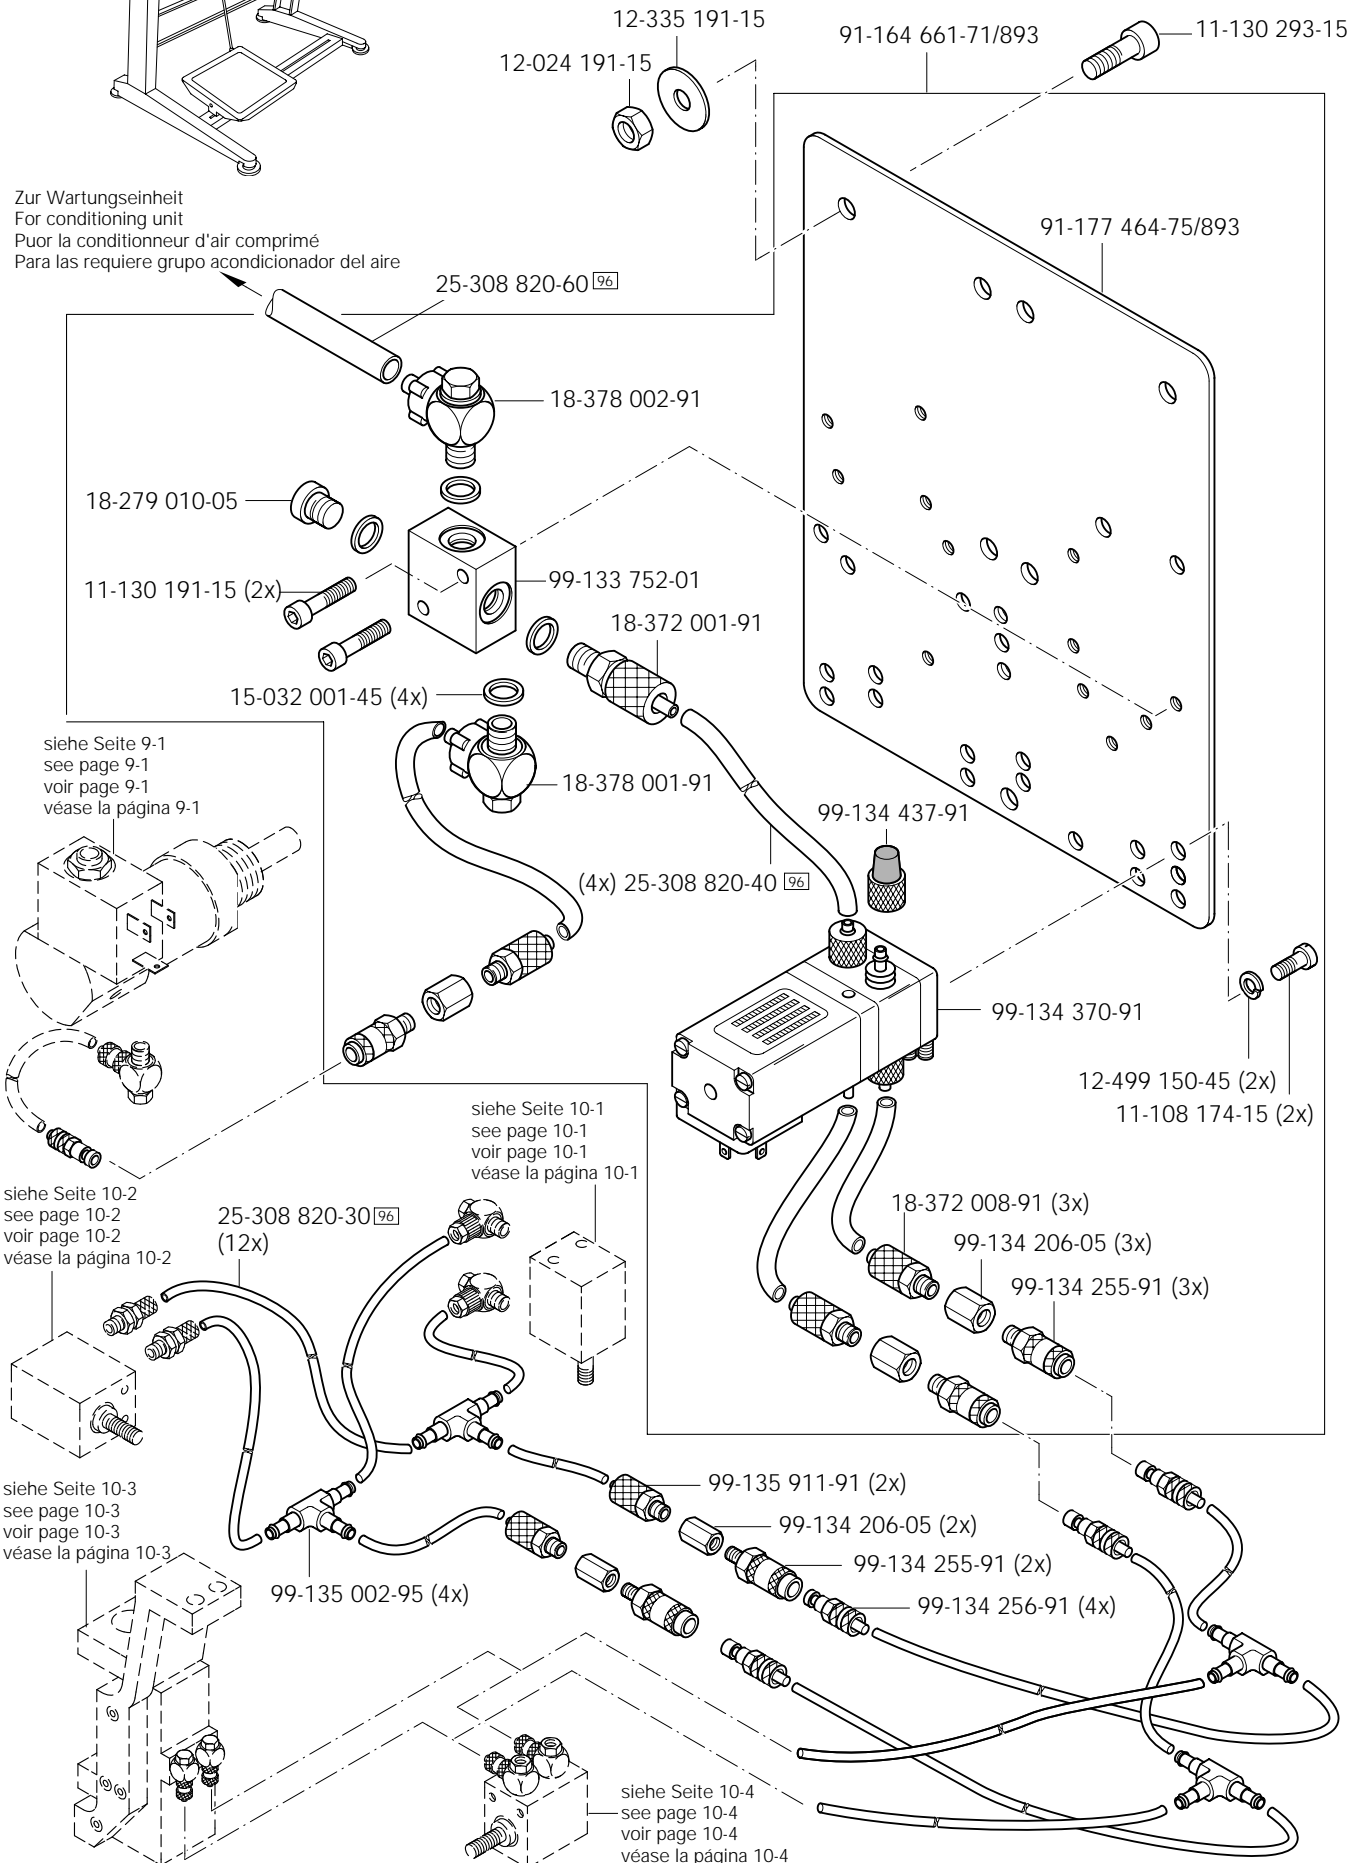 12-335 191-15
91-164 661-71/893
11-130 293-15
12-024 191-15
Zur Wartungseinheit
For conditioning unit
Puor la conditionneur d'air comprimé
Para las requiere grupo acondicionador del aire
91-177 464-75/893
25-308 820-60 96
18-378 002-91
18-279 010-05
11-130 191-15 (2x)
99-133 752-01
18-372 001-91
15-032 001-45 (4x)
siehe Seite 9-1
see page 9-1
voir page 9-1
véase la página 9-1
18-378 001-91
99-134 437-91
(4x) 25-308 820-40 96
99-134 370-91
12-499 150-45 (2x)
11-108 174-15 (2x)
siehe Seite 10-1
see page 10-1
voir page 10-1
véase la página 10-1
siehe Seite 10-2
see page 10-2
voir page 10-2
véase la página 10-2
25-308 820-30 96
(12x)
18-372 008-91 (3x)
99-134 206-05 (3x)
99-134 255-91 (3x)
siehe Seite 10-3
see page 10-3
voir page 10-3
véase la página 10-3
99-135 911-91 (2x)
99-134 206-05 (2x)
99-134 255-91 (2x)
99-134 256-91 (4x)
99-135 002-95 (4x)
siehe Seite 10-4
see page 10-4
voir page 10-4
véase la página 10-4